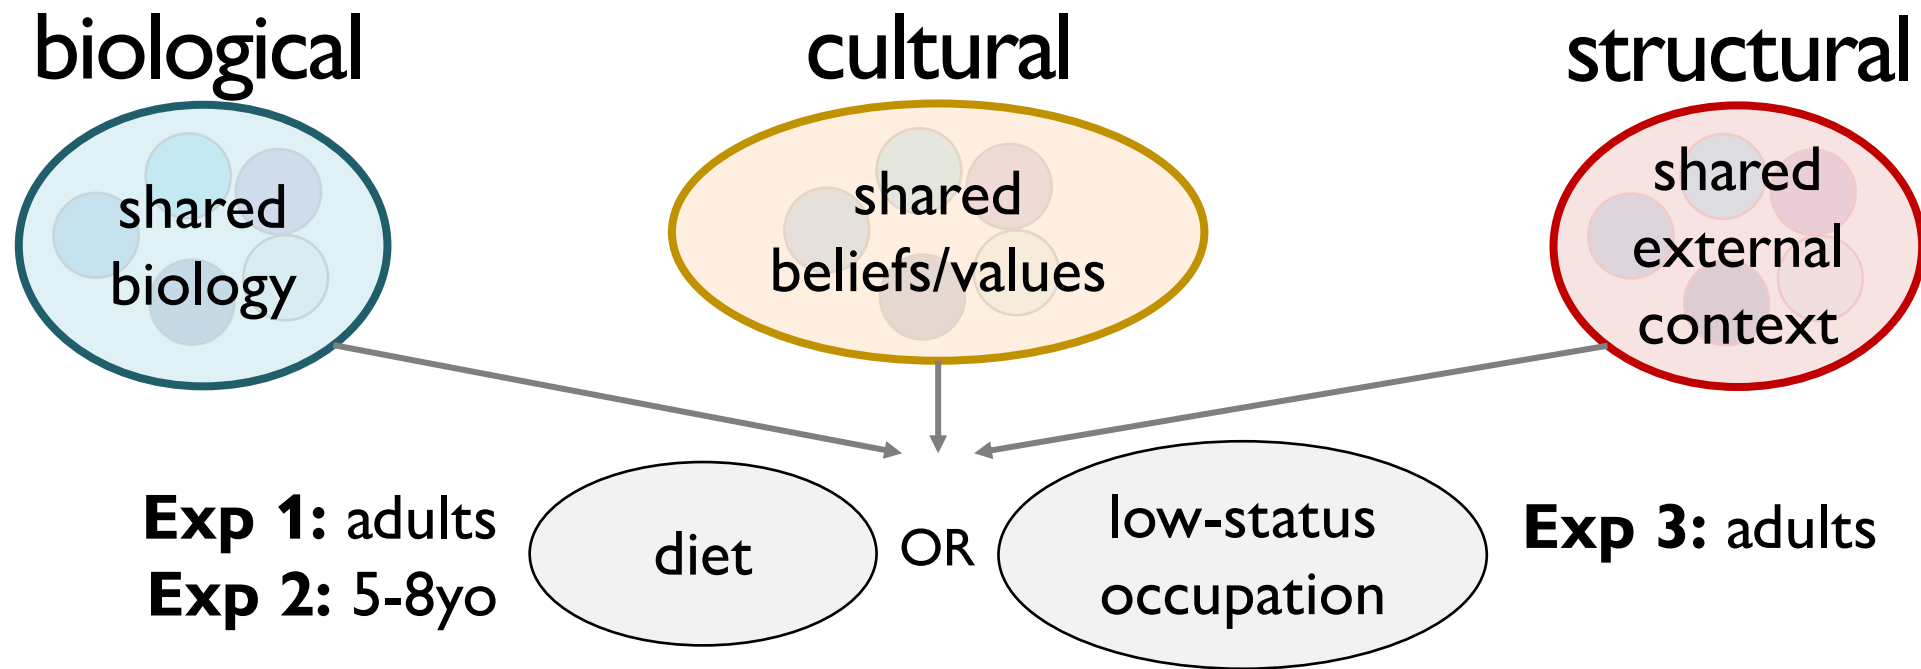 biological
cultural
structural
shared
biology
shared
beliefs/values
shared
external
context
Exp 1: adults
Exp 2: 5-8yo
diet
OR
low-status
occupation
Exp 3: adults